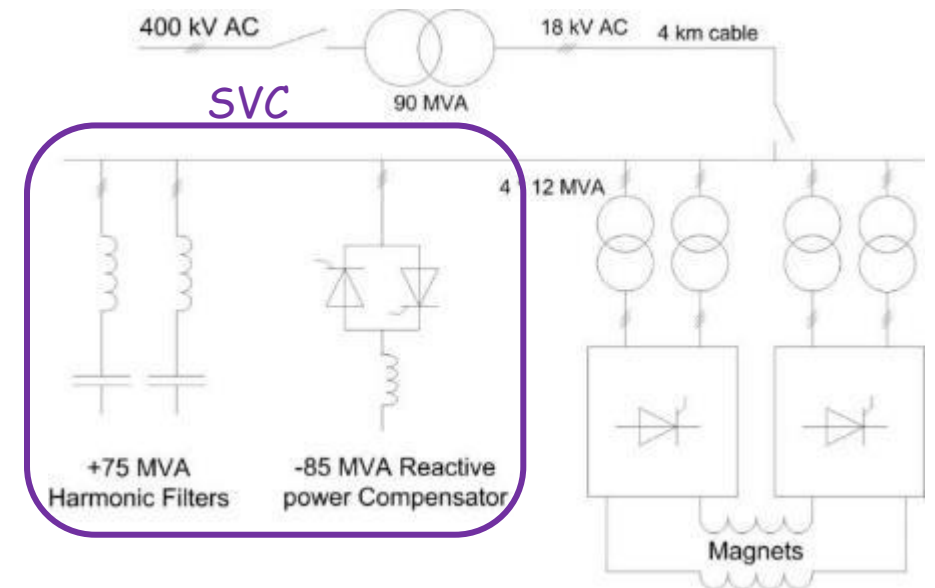 400 kV AC
18 kV AC
4 km cable
90 MVA
SVC
4 * 12 MVA
+75 MVA
Harmonic Filters
-85 MVA Reactive
power Compensator
Magnets